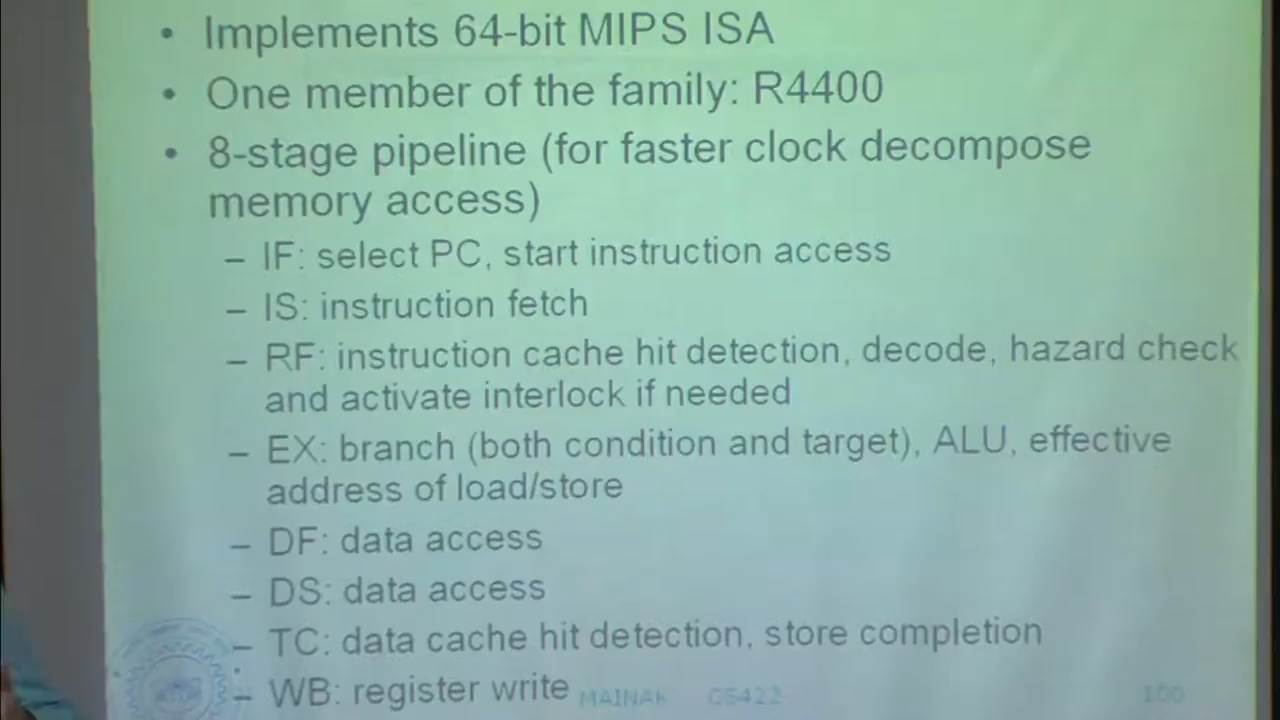 • Implements 64-bit MIPS ISA
• One member of the family: R4400
• 8-stage pipeline (for faster clock decompose
memory access)
– IF: select PC, start instruction access
– IS: instruction fetch
– RF: instruction cache hit detection, decode, hazard check
and activate interlock if needed
– EX: branch (both condition and target), ALU, effective
address of load/store
– DF: data access
– DS: data access
– TC: data cache hit detection, store completion
– WB: register write
MAINAK CS422 100